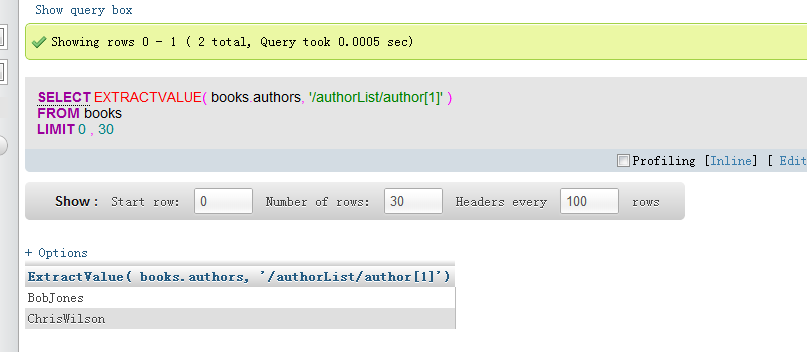 Show query box
Showing rows 0 - 1 ( 2 total, Query took 0.0005 sec)
SELECT EXTRACTVALUE( books.authors, '/authorList/author[1]' )
FROM books
LIMIT 0 , 30
Profiling [Inline] [ Edit
Show : Start row: 0 Number of rows: 30 Headers every 100 rows
+ Options
ExtractValue( books.authors, '/authorList/author[1]')
BobJones
ChrisWilson